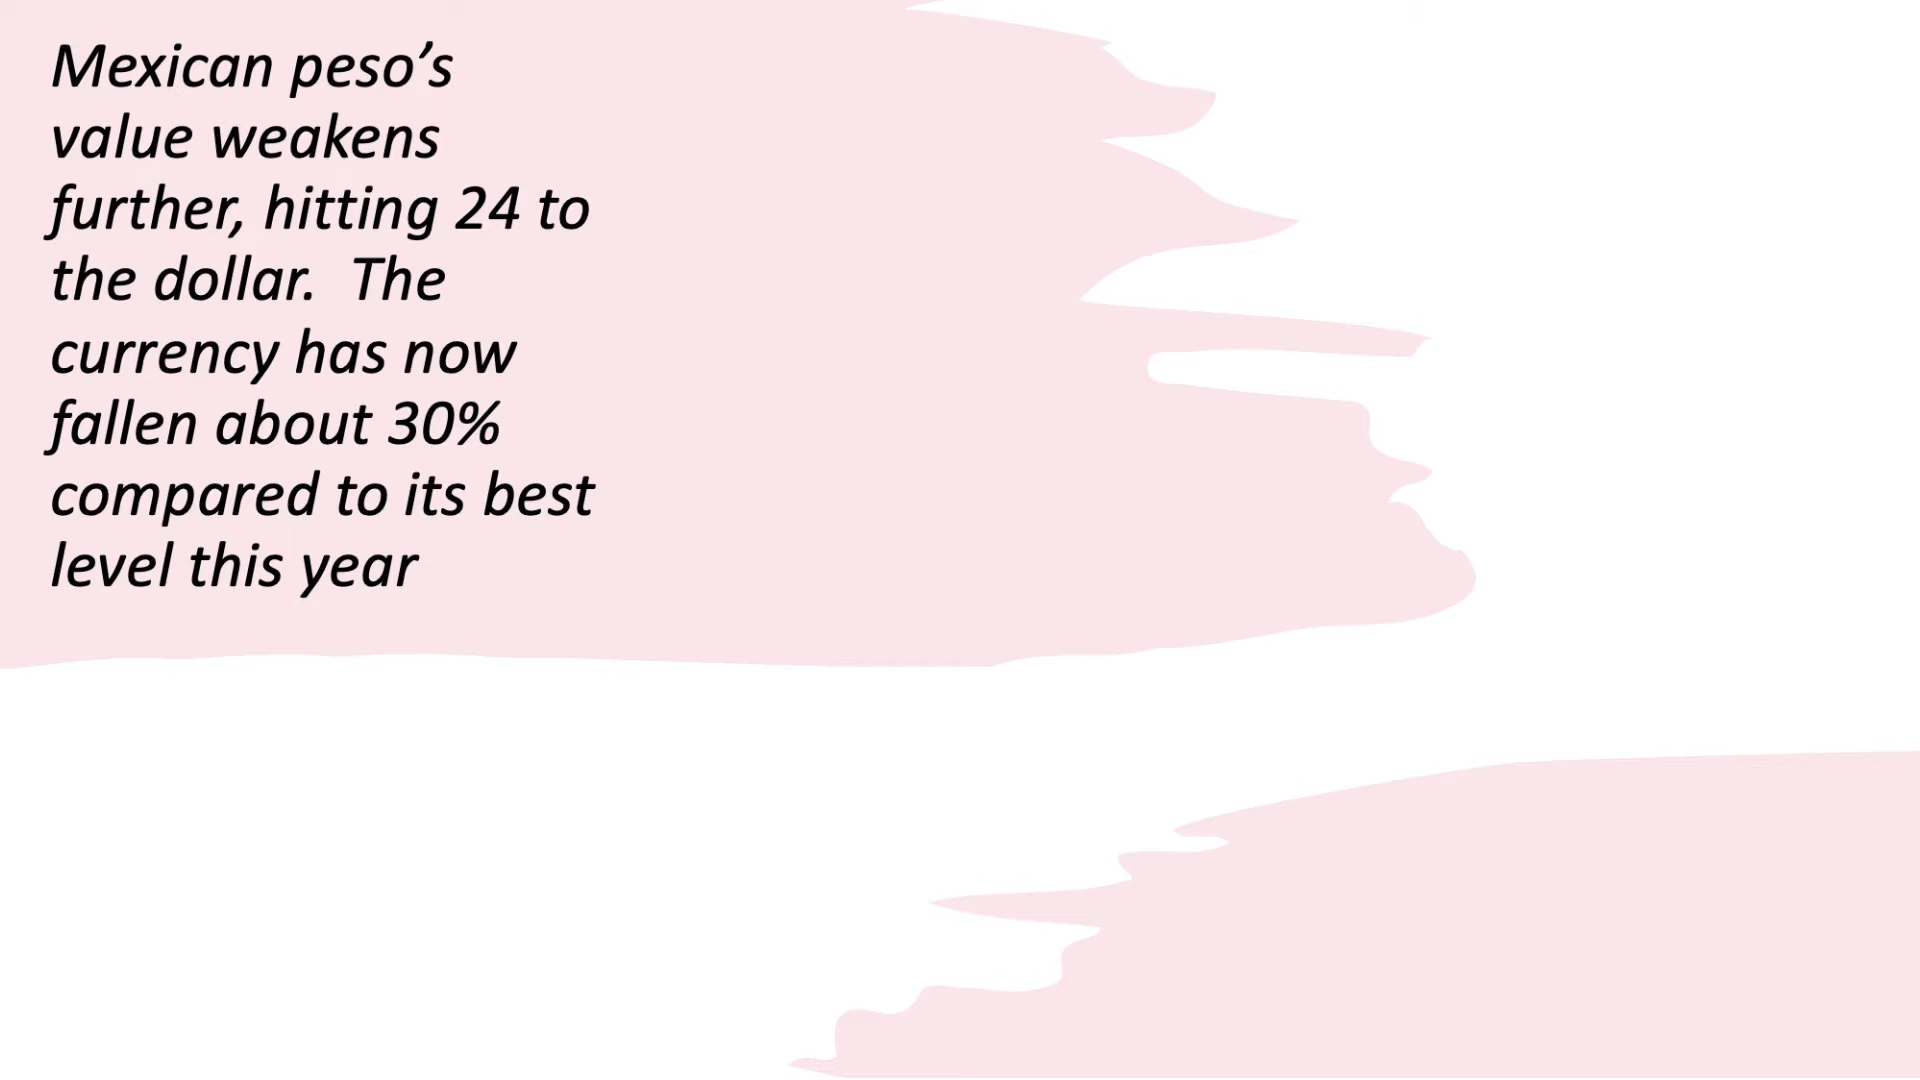 Mexican peso’s
value weakens
further, hitting 24 to
the dollar.  The
currency has now
fallen about 30%
compared to its best
level this year